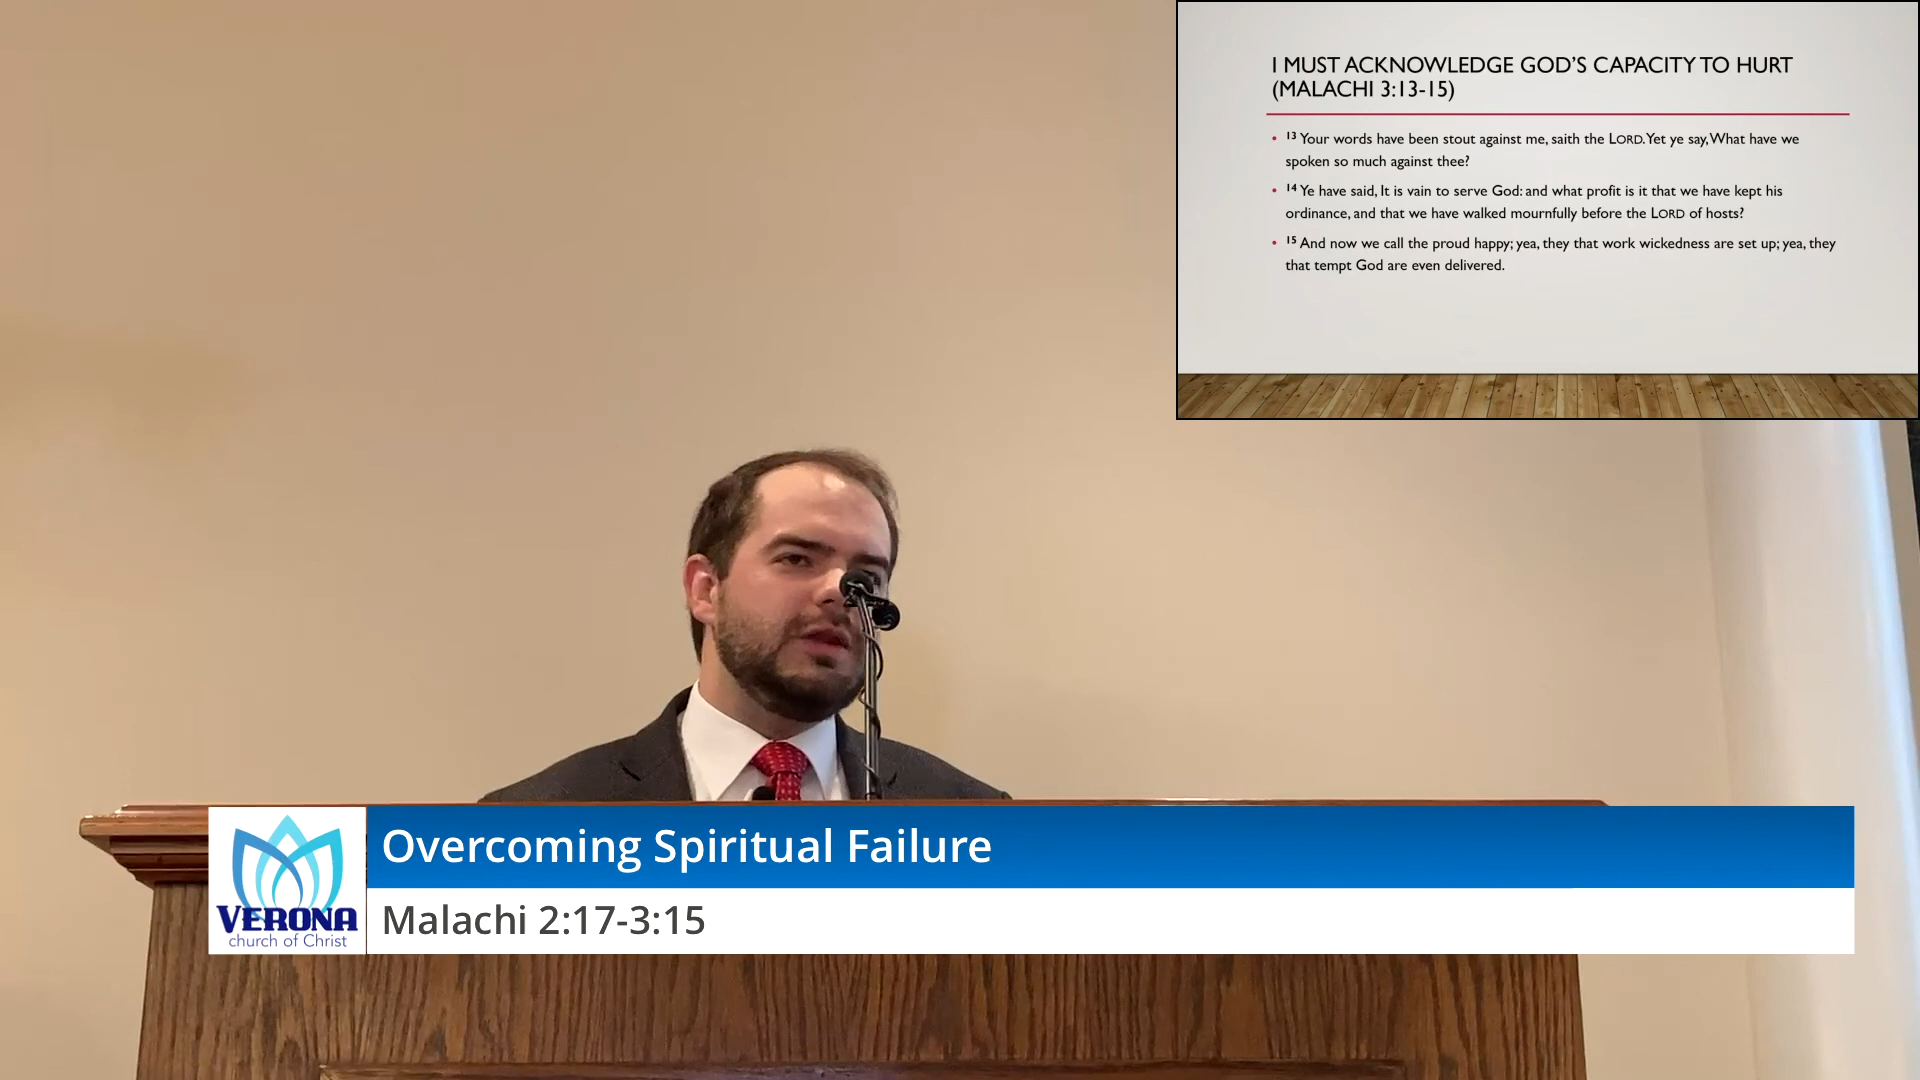 I MUST ACKNOWLEDGE GOD'S CAPACITY TO HURT
(MALACHI 3:13-15)
• 13 Your words have been stout against me, saith the LORD. Yet ye say, What have we
spoken so much against thee?
• 14 Ye have said, It is vain to serve God: and what profit is it that we have kept his
ordinance, and that we have walked mournfully before the LORD of hosts?
• 15 And now we call the proud happy; yea, they that work wickedness are set up; yea, they
that tempt God are even delivered.
Overcoming Spiritual Failure
Malachi 2:17-3:15
VERONA
church of Christ